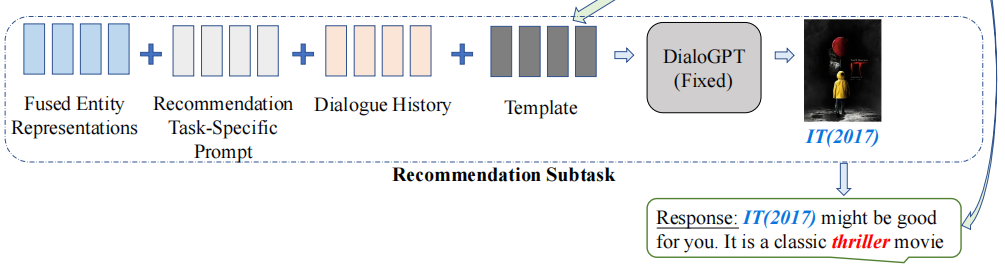 Fused Entity
Representations
Recommendation
Task-Specific
Prompt
Dialogue History
Template
DialoGPT
(Fixed)
IT
IT(2017)
Recommendation Subtask
Response: IT(2017) might be good
for you. It is a classic thriller movie